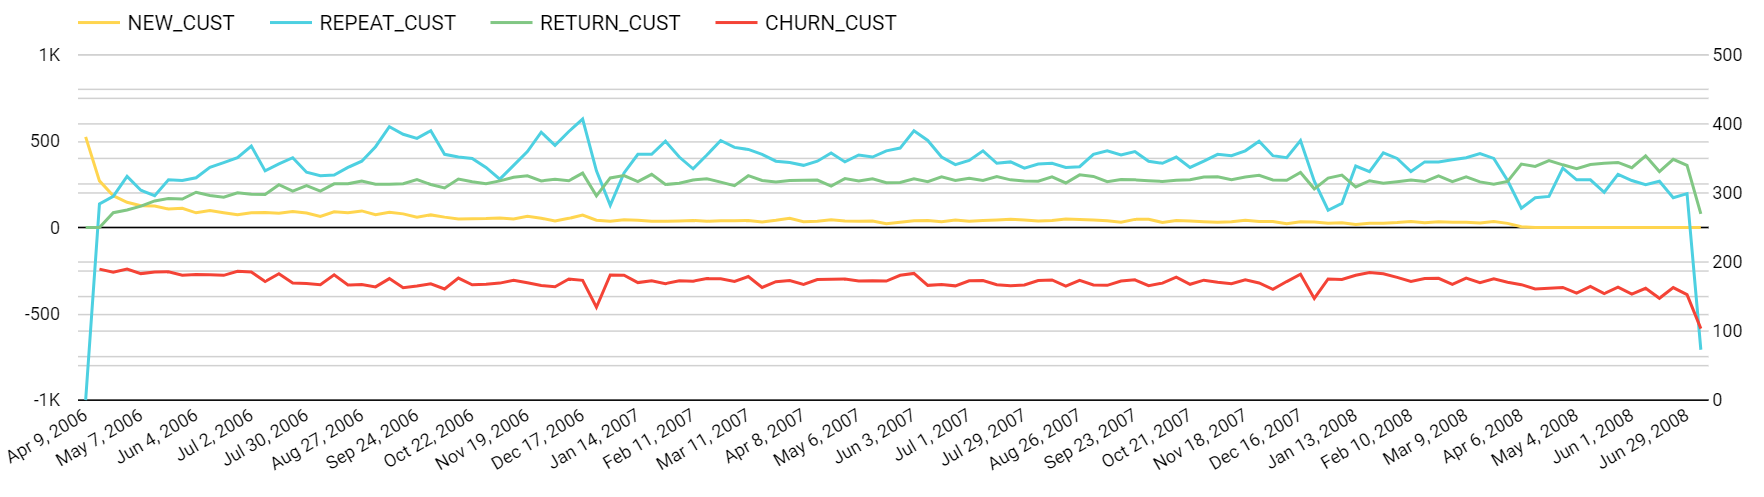 NEW_CUST REPEAT_CUST RETURN_CUST CHURN_CUST
1K
500
0
-500
-1K
500
400
300
200
100
0
Apr 9, 2006
May 7, 2006
Jun 4, 2006
Jul 2, 2006
Jul 30, 2006
Aug 27, 2006
Sep 24, 2006
Oct 22, 2006
Nov 19, 2006
Dec 17, 2006
Jan 14, 2007
Feb 11, 2007
Mar 11, 2007
Apr 8, 2007
May 6, 2007
Jun 3, 2007
Jul 1, 2007
Jul 29, 2007
Aug 26, 2007
Sep 23, 2007
Oct 21, 2007
Nov 18, 2007
Dec 16, 2007
Jan 13, 2008
Feb 10, 2008
Mar 9, 2008
Apr 6, 2008
May 4, 2008
Jun 1, 2008
Jun 29, 2008